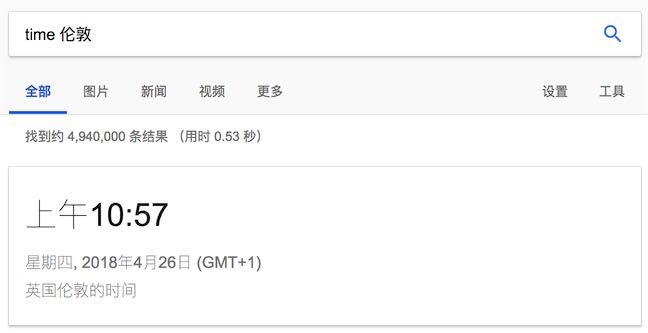 time 伦敦
全部 图片 新闻 视频 更多 设置 工具
找到约 4,940,000 条结果 （用时 0.53 秒）
上午10:57
星期四, 2018年4月26日 (GMT+1)
英国伦敦的时间